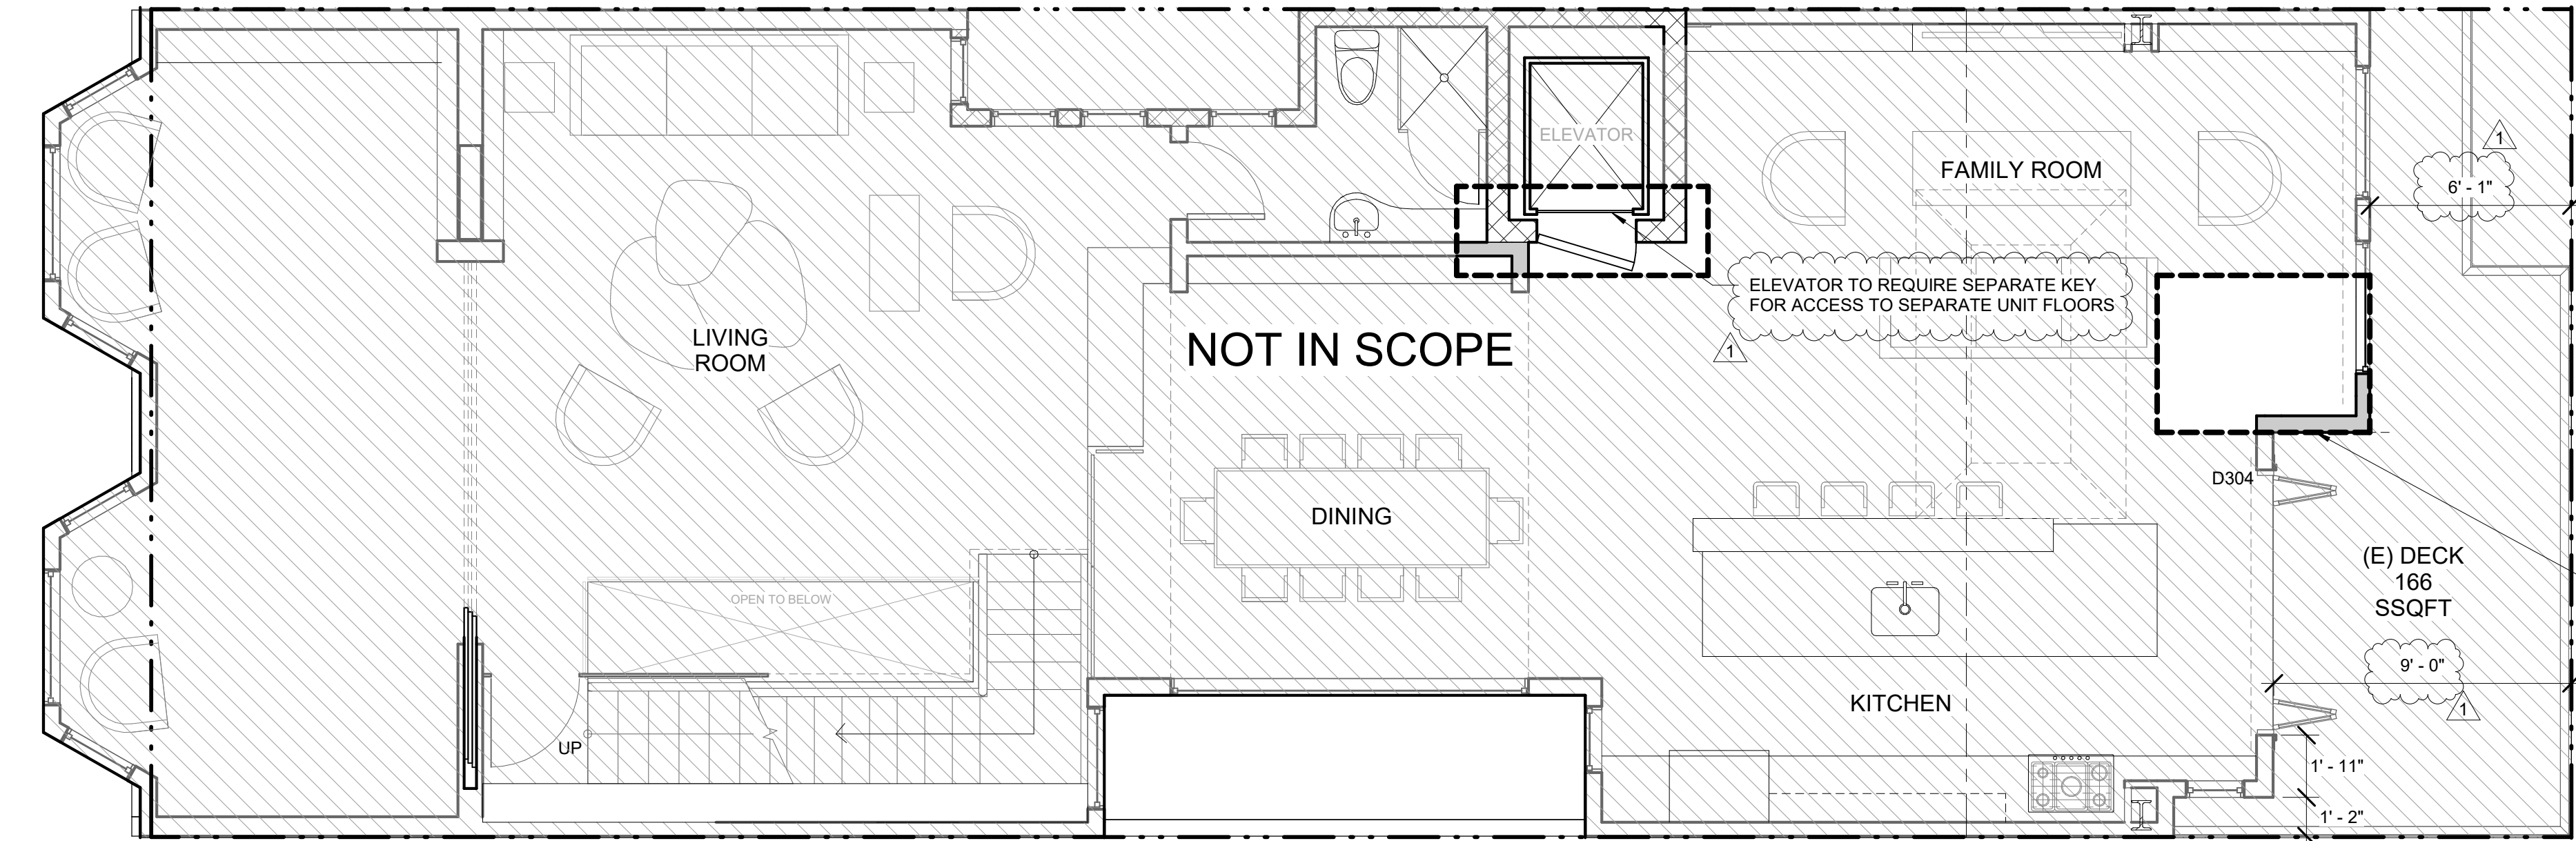 ELEVATOR
FAMILY ROOM
1
6' - 1"
ELEVATOR TO REQUIRE SEPARATE KEY
FOR ACCESS TO SEPARATE UNIT FLOORS
1
LIVING
ROOM
NOT IN SCOPE
D304
DINING
(E) DECK
166
SSQFT
OPEN TO BELOW
9' - 0"
1
KITCHEN
UP
1' - 11"
1' - 2"